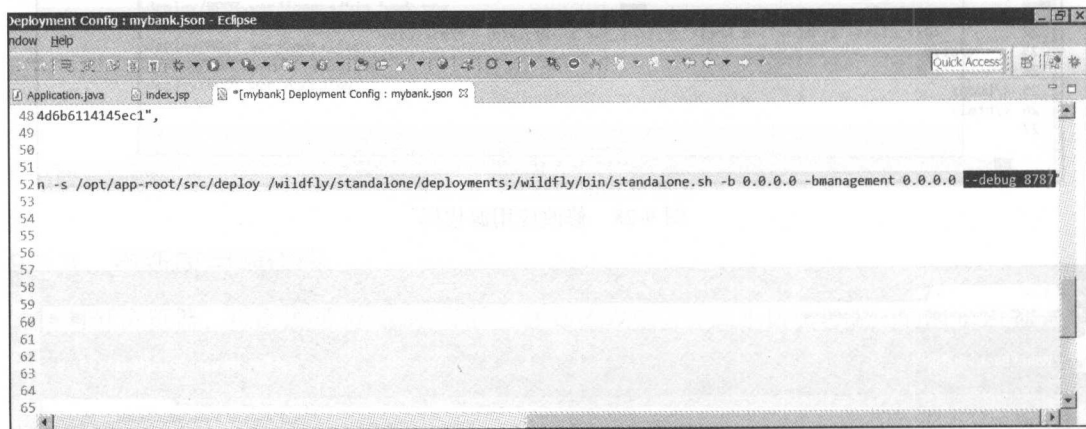 Deployment Config : mybank.json - Eclipse
ndow Help
Quick Access
Application.java index.jsp *[mybank] Deployment Config : mybank.json
48 4d6b6114145ec1",
49
50
51
52 n -s /opt/app-root/src/deploy /wildfly/standalone/deployments;/wildfly/bin/standalone.sh -b 0.0.0.0 -bmanagement 0.0.0.0 --debug 8787"
53
54
55
56
57
58
59
60
61
62
63
64
65